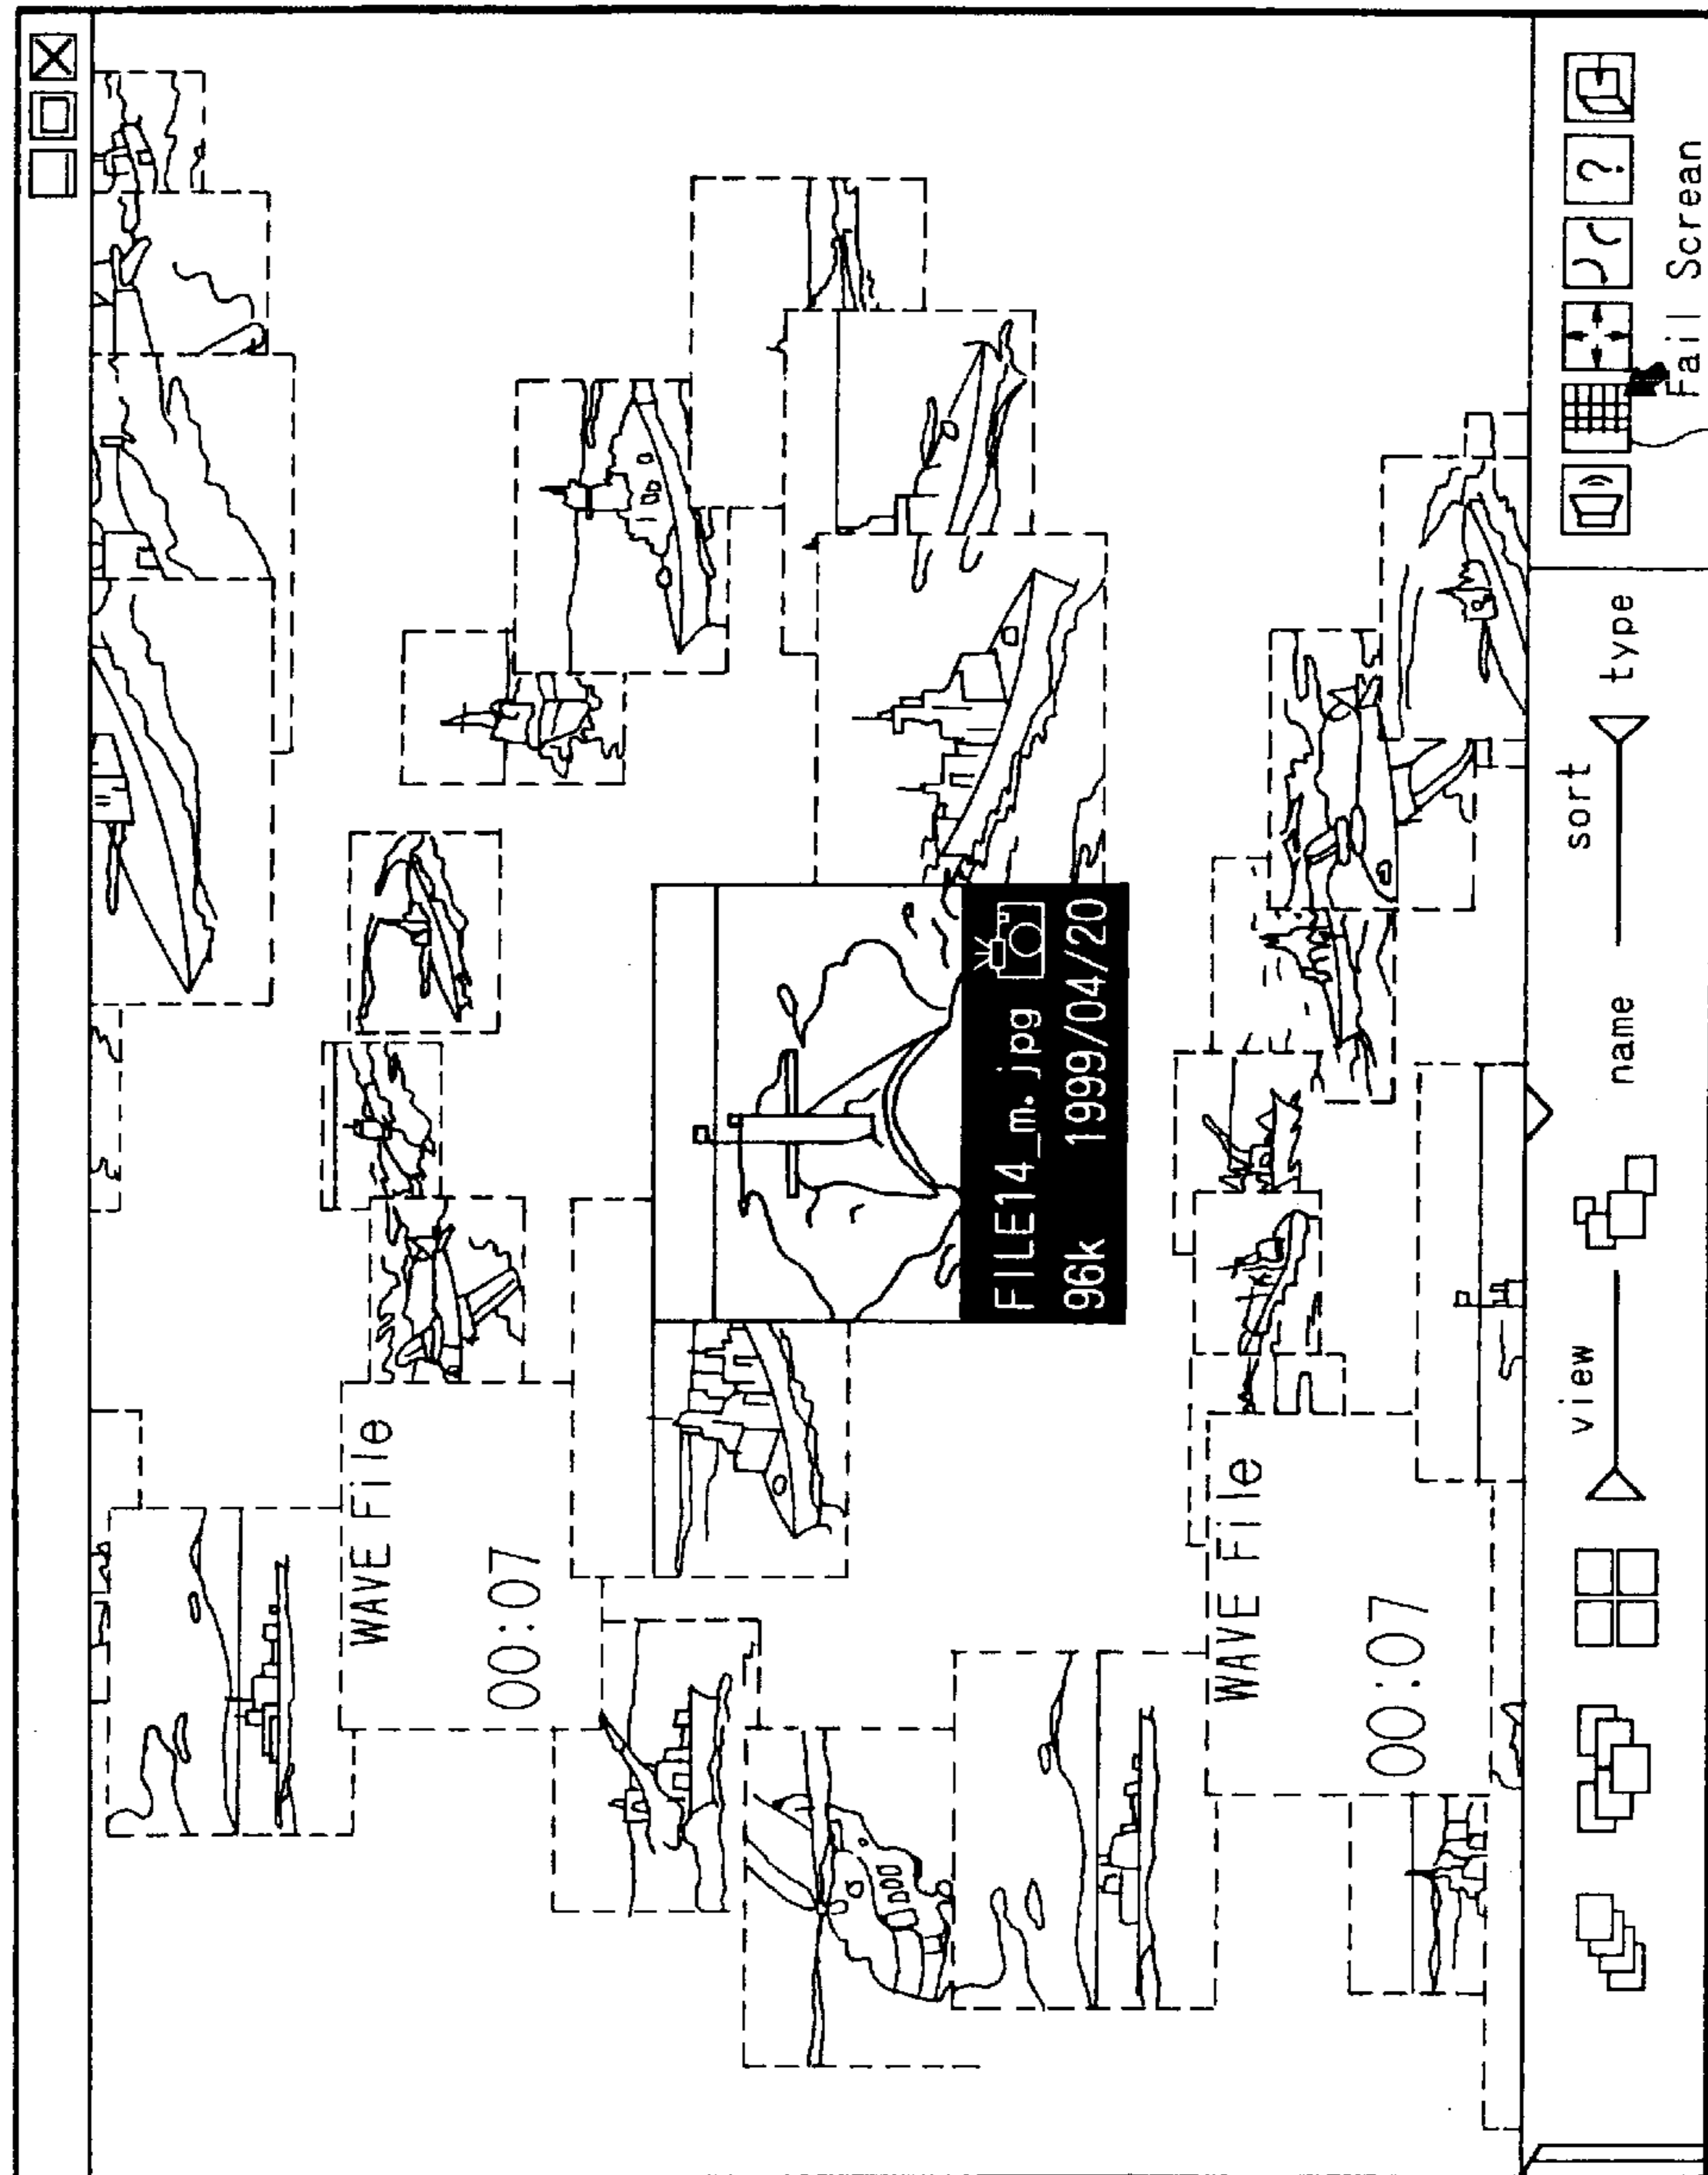 WAVE File
00:07
FILE14_m.jpg
96k 1999/04/20
WAVE File
00:07
view
name
sort
type
?
Fail Screan